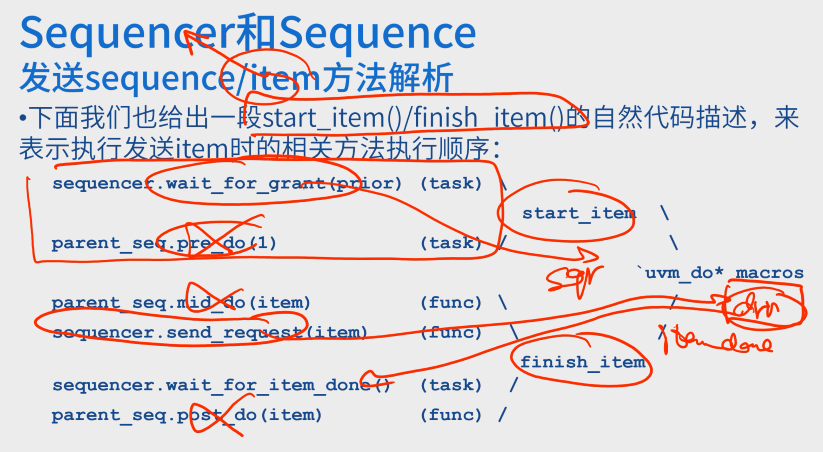 Sequencer和Sequence
发送sequence/item方法解析
•下面我们也给出一段start_item()/finish_item()的自然代码描述，来
表示执行发送item时的相关方法执行顺序：
sequencer.wait_for_grant(prior) (task) \
start_item \
parent_seq.pre_do(1) (task) / \
sqr
`uvm_do* macros
parent_seq.mid_do(item) (func) \ /
drv
sequencer.send_request(item) (func) \ /
item done
finish_item
sequencer.wait_for_item_done() (task) /
parent_seq.post_do(item) (func) /